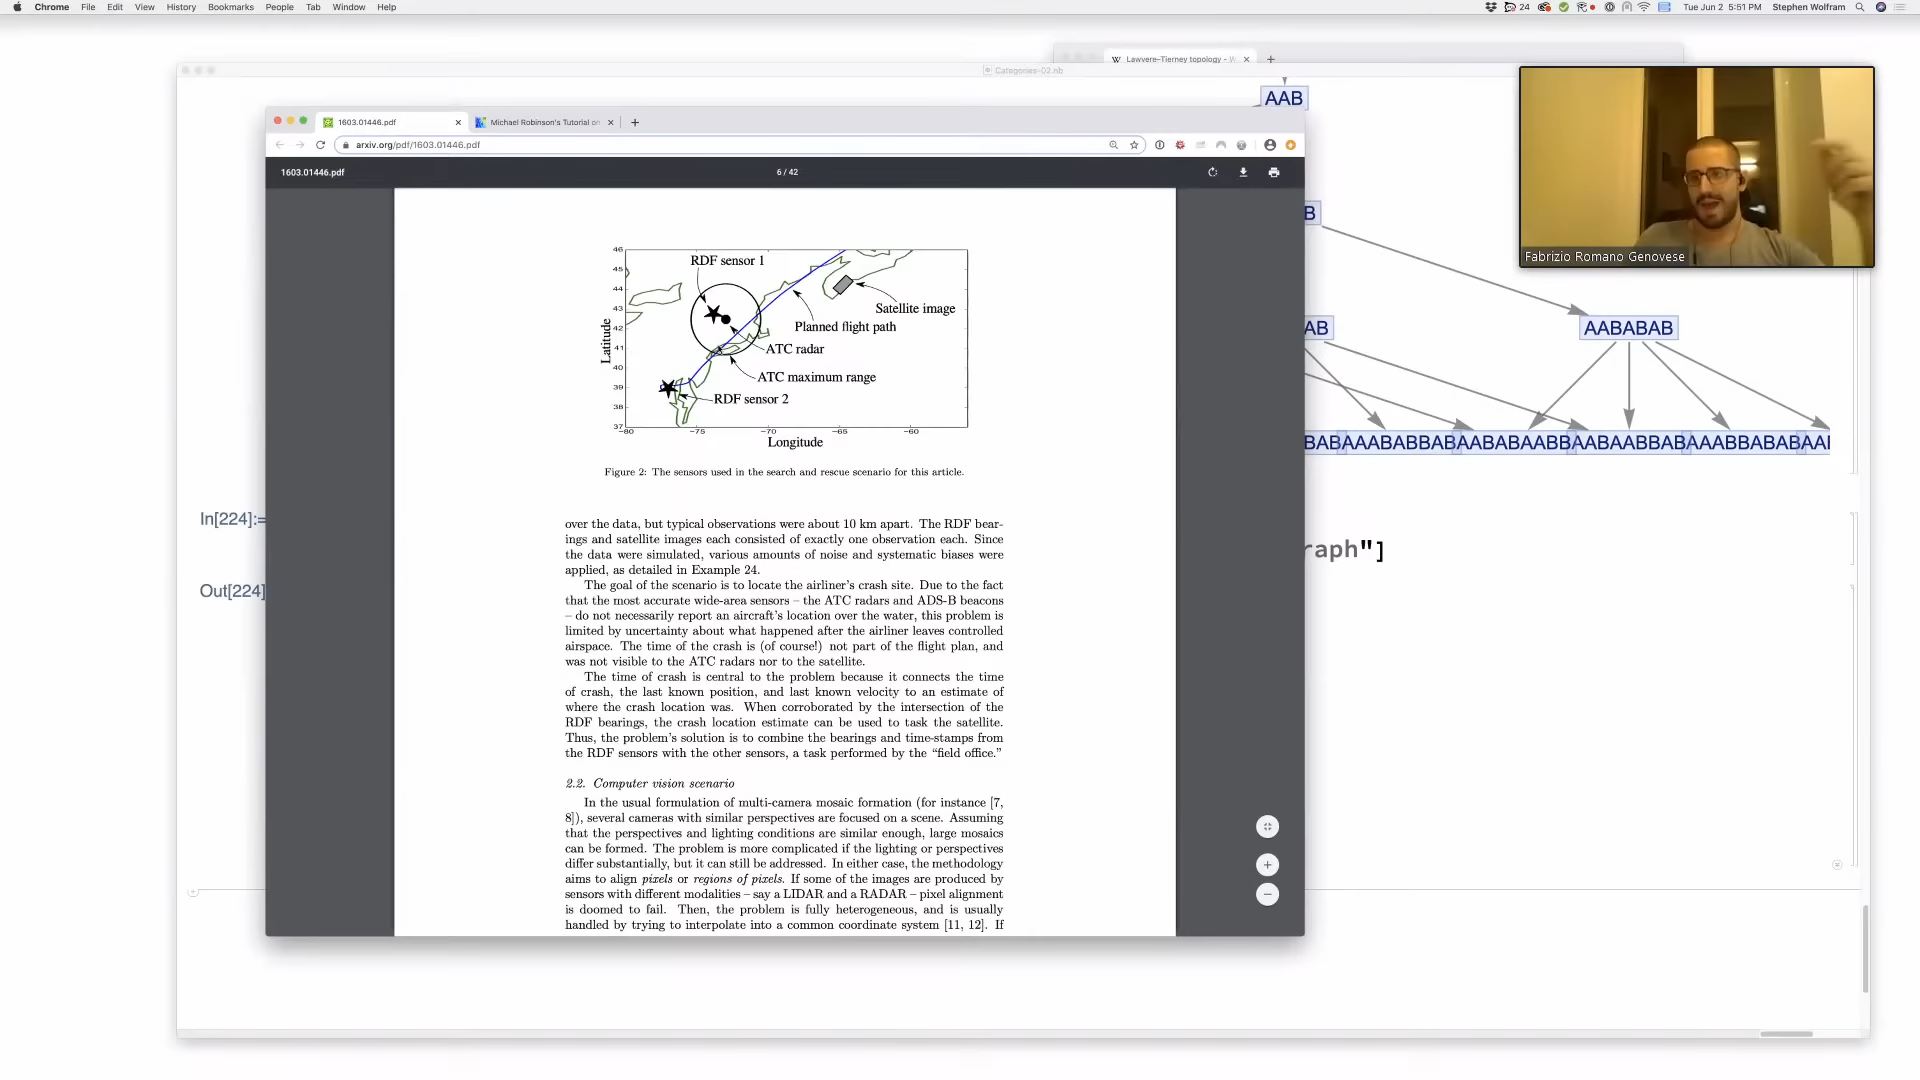 Chrome File Edit View History Bookmarks People Tab Window Help
24 Tue Jun 2 5:51 PM Stephen Wolfram
Lawvere–Tierney topology -
Categories-02.nb
AAB
1603.01446.pdf
Michael Robinson's Tutorial on
arxiv.org/pdf/1603.01446.pdf
1603.01446.pdf
6 / 42
Fabrizio Romano Genovese
B
AB
AABABAB
BABAAABABBABAABABAABBAABAABBABAAABBABABAAI
In[224]:=
raph"]
Out[224]
46
45
44
43
42
41
40
39
38
37
−80
−75
−70
−65
−60
Latitude
Longitude
RDF sensor 1
Satellite image
Planned flight path
ATC radar
ATC maximum range
RDF sensor 2
Figure 2: The sensors used in the search and rescue scenario for this article.
over the data, but typical observations were about 10 km apart. The RDF bear-
ings and satellite images each consisted of exactly one observation each. Since
the data were simulated, various amounts of noise and systematic biases were
applied, as detailed in Example 24.
The goal of the scenario is to locate the airliner's crash site. Due to the fact
that the most accurate wide-area sensors – the ATC radars and ADS-B beacons
– do not necessarily report an aircraft's location over the water, this problem is
limited by uncertainty about what happened after the airliner leaves controlled
airspace. The time of the crash is (of course!) not part of the flight plan, and
was not visible to the ATC radars nor to the satellite.
The time of crash is central to the problem because it connects the time
of crash, the last known position, and last known velocity to an estimate of
where the crash location was. When corroborated by the intersection of the
RDF bearings, the crash location estimate can be used to task the satellite.
Thus, the problem's solution is to combine the bearings and time-stamps from
the RDF sensors with the other sensors, a task performed by the “field office.”
2.2. Computer vision scenario
In the usual formulation of multi-camera mosaic formation (for instance [7,
8]), several cameras with similar perspectives are focused on a scene. Assuming
that the perspectives and lighting conditions are similar enough, large mosaics
can be formed. The problem is more complicated if the lighting or perspectives
differ substantially, but it can still be addressed. In either case, the methodology
aims to align pixels or regions of pixels. If some of the images are produced by
sensors with different modalities – say a LIDAR and a RADAR – pixel alignment
is doomed to fail. Then, the problem is fully heterogeneous, and is usually
handled by trying to interpolate into a common coordinate system [11, 12]. If